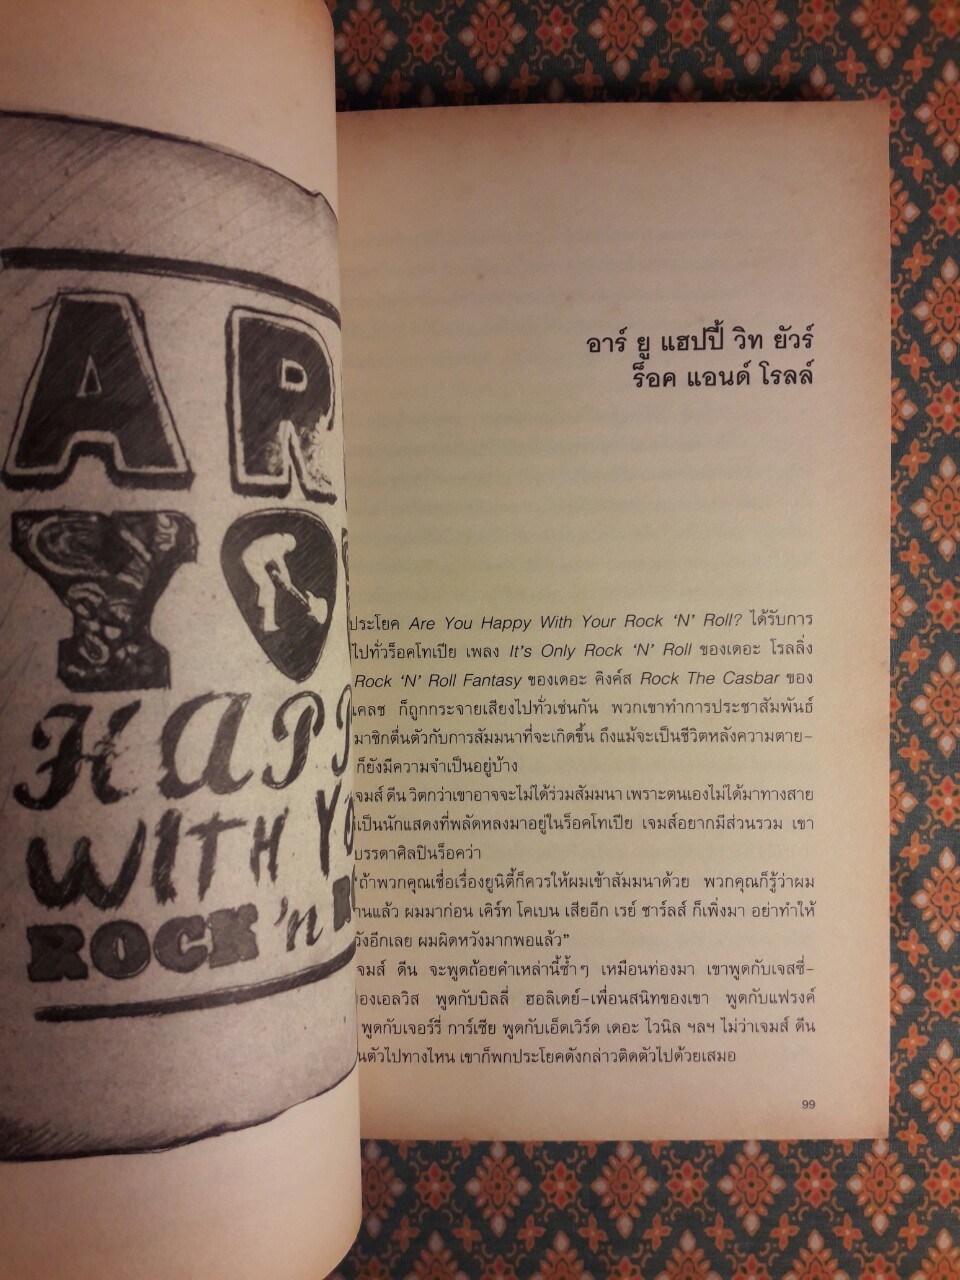 AR
YO
HAPP
WITH YO
ROCK 'n R
อาร์ ยู แฮปปี้ วิท ยัวร์
ร็อค แอนด์ โรลล์
ประโยค Are You Happy With Your Rock 'N' Roll? ได้รับการ
ไปทั่วร็อคโทเปีย เพลง It's Only Rock 'N' Roll ของเดอะ โรลลิ่ง
Rock 'N' Roll Fantasy ของเดอะ คิงค์ส Rock The Casbar ของ
เคลช ก็ถูกกระจายเสียงไปทั่วเช่นกัน พวกเขาทำการประชาสัมพันธ์
มาชิกตื่นตัวกับการสัมมนาที่จะเกิดขึ้น ถึงแม้จะเป็นชีวิตหลังความตาย–
ก็ยังมีความจำเป็นอยู่บ้าง
เจมส์ ดีน วิตกว่าเขาอาจจะไม่ได้ร่วมสัมมนา เพราะตนเองไม่ได้มาทางสาย
เป็นนักแสดงที่พลัดหลงมาอยู่ในร็อคโทเปีย เจมส์อยากมีส่วนรวม เขา
บรรดาศิลปินร็อคว่า
"ถ้าพวกคุณเชื่อเรื่องยูนิตี้ก็ควรให้ผมเข้าสัมมนาด้วย พวกคุณก็รู้ว่าผม
านแล้ว ผมมาก่อน เคิร์ท โคเบน เสียอีก เรย์ ชาร์ลส์ ก็เพิ่งมา อย่าทำให้
วังอีกเลย ผมผิดหวังมากพอแล้ว"
เจมส์ ดีน จะพูดถ้อยคำเหล่านี้ซ้ำๆ เหมือนท่องมา เขาพูดกับเจสซี่–
องเอลวิส พูดกับบิลลี่ ฮอลิเดย์–เพื่อนสนิทของเขา พูดกับแฟรงค์
พูดกับเจอร์รี่ การ์เซีย พูดกับเอ็ดเวิร์ด เดอะ ไวนิล ฯลฯ ไม่ว่าเจมส์ ดีน
นตัวไปทางไหน เขาก็พกประโยคดังกล่าวติดตัวไปด้วยเสมอ
99